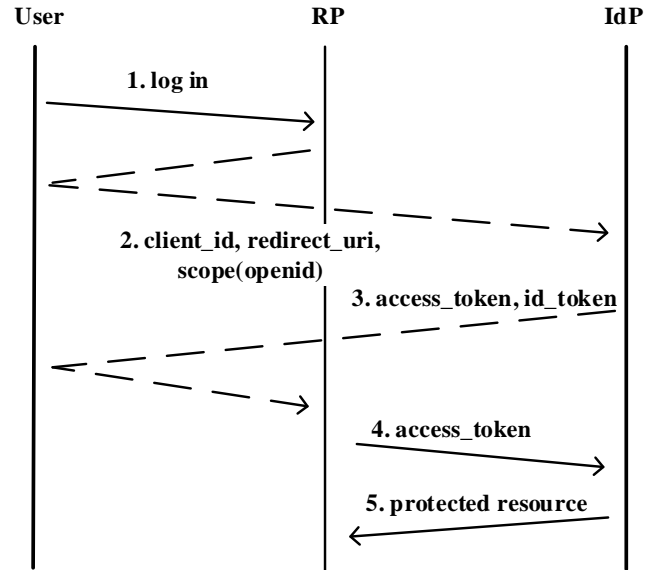 User RP IdP
1. log in
2. client_id, redirect_uri,
scope(openid)
3. access_token, id_token
4. access_token
5. protected resource